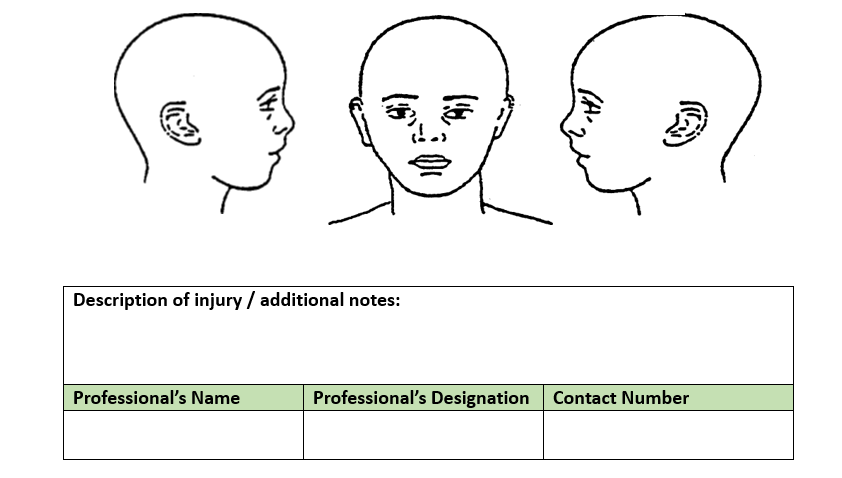 Description of injury / additional notes:
Professional's Name
Professional's Designation
Contact Number